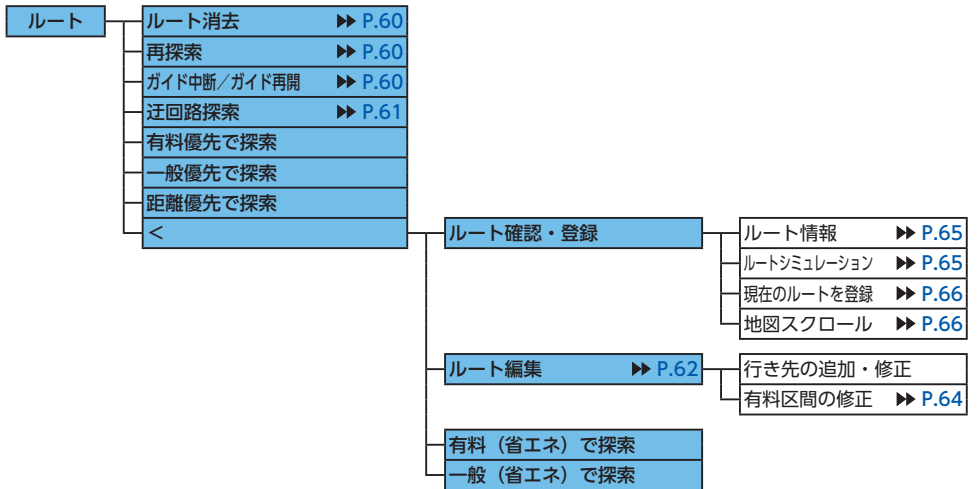 ルート
ルート消去 ▶▶ P.60
再探索 ▶▶ P.60
ガイド中断／ガイド再開 ▶▶ P.60
迂回路探索 ▶▶ P.61
有料優先で探索
一般優先で探索
距離優先で探索
<
ルート確認・登録
ルート情報 ▶▶ P.65
ルートシミュレーション ▶▶ P.65
現在のルートを登録 ▶▶ P.66
地図スクロール ▶▶ P.66
ルート編集 ▶▶ P.62
行き先の追加・修正
有料区間の修正 ▶▶ P.64
有料（省エネ）で探索
一般（省エネ）で探索